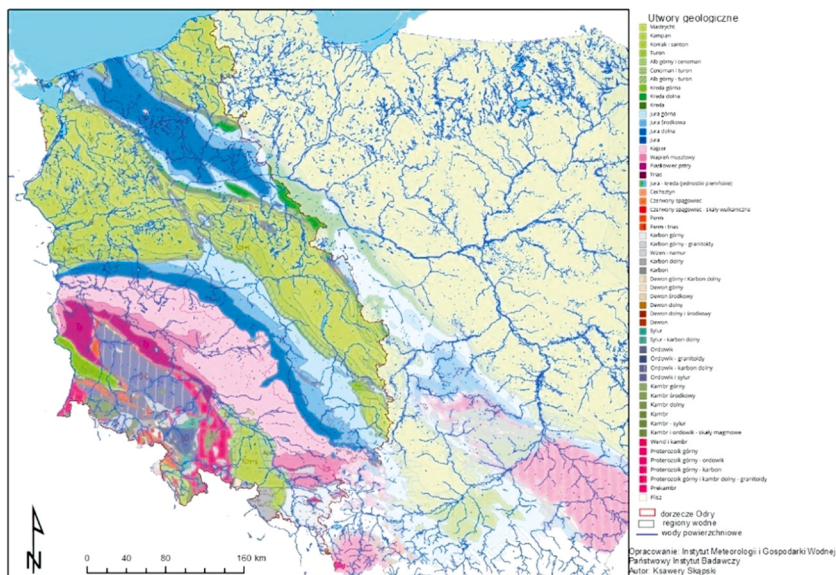 Utwory geologiczne
Mastrycht
Kampan
Koniak i santon
Turon
Alb górny i cenoman
Cenoman i turon
Alb górny - turon
Kreda górna
Kreda dolna
Kreda
Jura górna
Jura środkowa
Jura dolna
Jura
Kajper
Wapień muszlowy
Piaskowiec pstry
Trias
Jura - kreda (jednostki pienińskie)
Cechsztyn
Czerwony spągowiec
Czerwony spągowiec - skały wulkaniczne
Perm
Perm i trias
Karbon górny
Karbon górny - granitoidy
Wizen - namur
Karbon dolny
Karbon
Dewon górny i Karbon dolny
Dewon górny
Dewon środkowy
Dewon dolny
Dewon dolny i środkowy
Dewon
Sylur
Sylur - karbon dolny
Ordowik
Ordowik - granitoidy
Ordowik - karbon dolny
Ordowik i sylur
Kambr górny
Kambr środkowy
Kambr dolny
Kambr
Kambr - sylur
Kambr i ordowik - skały magmowe
Wend i kambr
Proterozoik górny
Proterozoik górny - ordowik
Proterozoik górny - karbon
Proterozoik górny i kambr dolny - granitoidy
Prekambr
Flisz
dorzecze Odry
regiony wodne
wody powierzchniowe
Opracowanie: Instytut Meteorologii i Gospodarki Wodnej
Państwowy Instytut Badawczy
Autor: Ksawery Skąpski
N
0 40 80 160 km